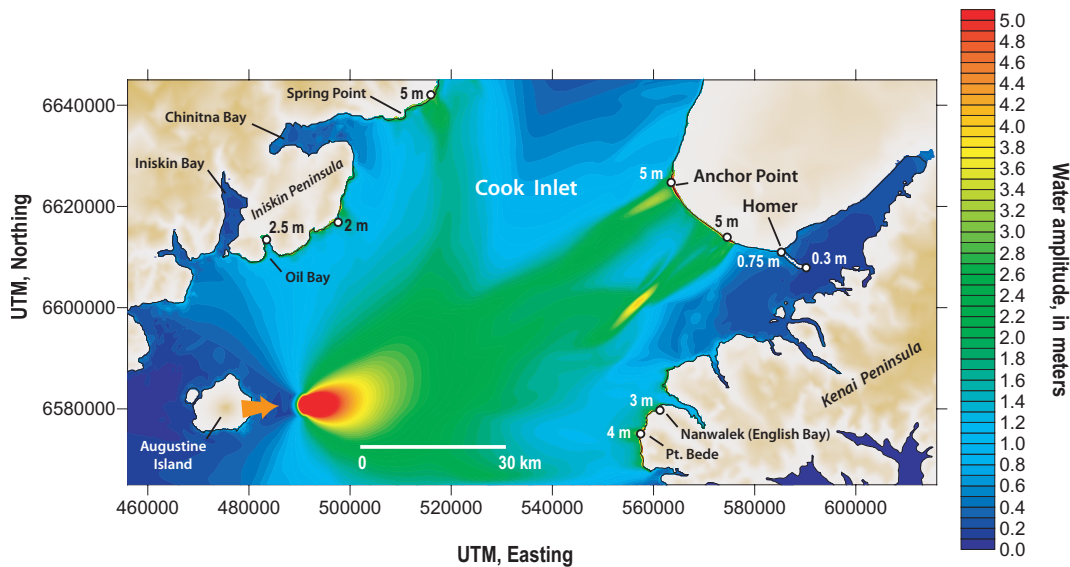 5.0
4.8
4.6
4.4
4.2
4.0
3.8
3.6
3.4
3.2
3.0
2.8
2.6
2.4
2.2
2.0
1.8
1.6
1.4
1.2
1.0
0.8
0.6
0.4
0.2
0.0
Water amplitude, in meters
UTM, Northing
6640000
6620000
6600000
6580000
Spring Point
5 m
Chinitna Bay
Iniskin Bay
Iniskin Peninsula
2.5 m
2 m
Oil Bay
Cook Inlet
5 m
Anchor Point
5 m
Homer
0.75 m
0.3 m
Kenai Peninsula
3 m
Nanwalek (English Bay)
4 m
Pt. Bede
Augustine
Island
0
30 km
460000
480000
500000
520000
540000
560000
580000
600000
UTM, Easting